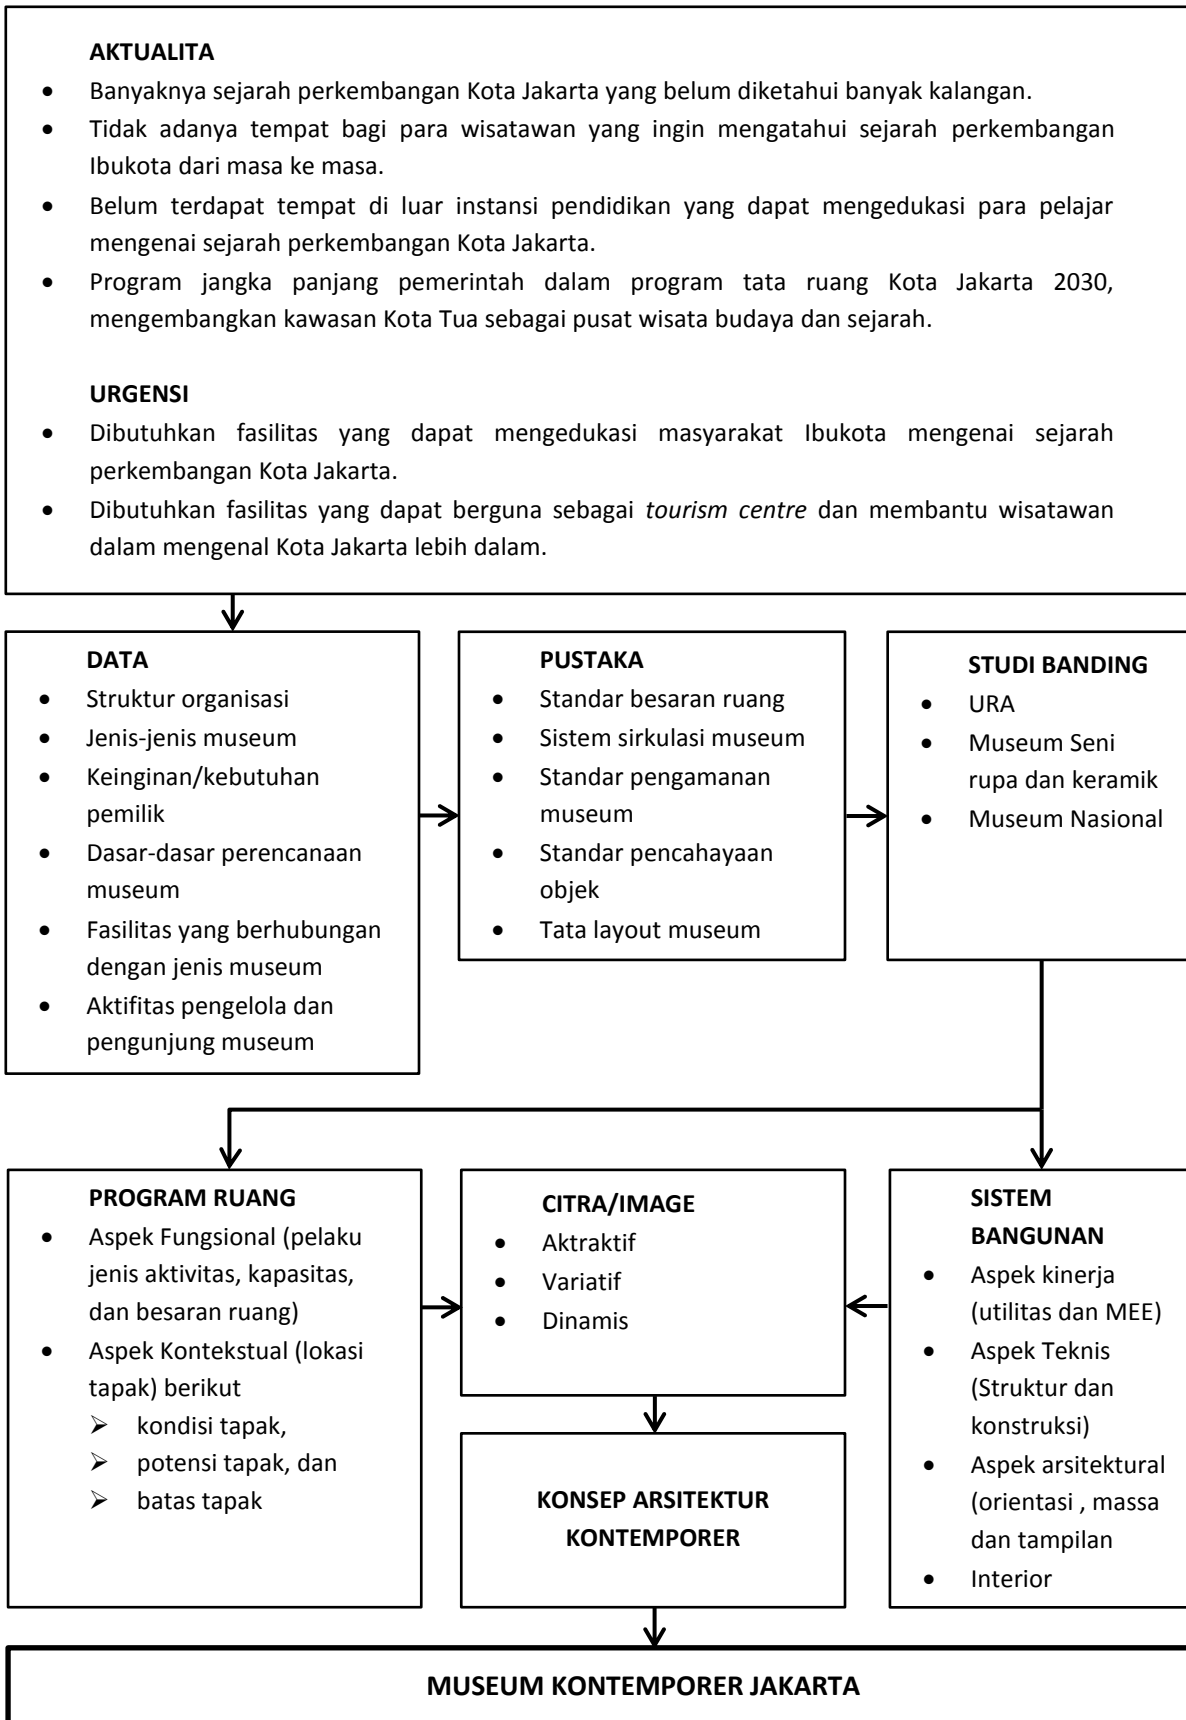 AKTUALITA
• Banyaknya sejarah perkembangan Kota Jakarta yang belum diketahui banyak kalangan.
• Tidak adanya tempat bagi para wisatawan yang ingin mengatahui sejarah perkembangan
Ibukota dari masa ke masa.
• Belum terdapat tempat di luar instansi pendidikan yang dapat mengedukasi para pelajar
mengenai sejarah perkembangan Kota Jakarta.
• Program jangka panjang pemerintah dalam program tata ruang Kota Jakarta 2030,
mengembangkan kawasan Kota Tua sebagai pusat wisata budaya dan sejarah.
URGENSI
• Dibutuhkan fasilitas yang dapat mengedukasi masyarakat Ibukota mengenai sejarah
perkembangan Kota Jakarta.
• Dibutuhkan fasilitas yang dapat berguna sebagai tourism centre dan membantu wisatawan
dalam mengenal Kota Jakarta lebih dalam.
DATA
• Struktur organisasi
• Jenis-jenis museum
• Keinginan/kebutuhan
pemilik
• Dasar-dasar perencanaan
museum
• Fasilitas yang berhubungan
dengan jenis museum
• Aktifitas pengelola dan
pengunjung museum
PUSTAKA
• Standar besaran ruang
• Sistem sirkulasi museum
• Standar pengamanan
museum
• Standar pencahayaan
objek
• Tata layout museum
STUDI BANDING
• URA
• Museum Seni
rupa dan keramik
• Museum Nasional
PROGRAM RUANG
• Aspek Fungsional (pelaku
jenis aktivitas, kapasitas,
dan besaran ruang)
• Aspek Kontekstual (lokasi
tapak) berikut
➢ kondisi tapak,
➢ potensi tapak, dan
➢ batas tapak
CITRA/IMAGE
• Aktraktif
• Variatif
• Dinamis
KONSEP ARSITEKTUR
KONTEMPORER
SISTEM
BANGUNAN
• Aspek kinerja
(utilitas dan MEE)
• Aspek Teknis
(Struktur dan
konstruksi)
• Aspek arsitektural
(orientasi , massa
dan tampilan
• Interior
MUSEUM KONTEMPORER JAKARTA